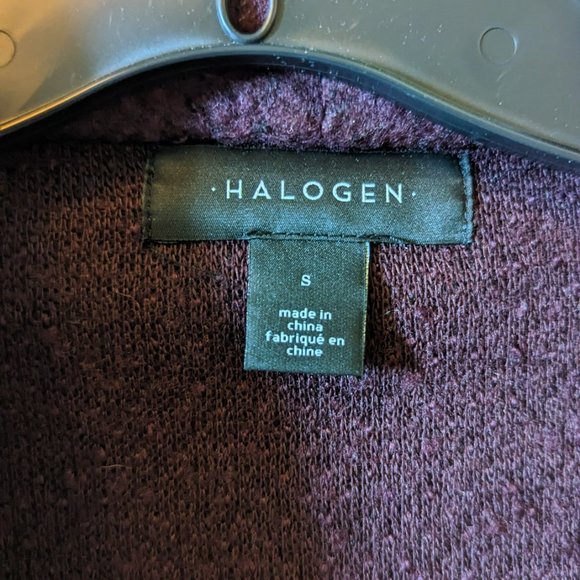 · HALOGEN ·
S
made in
china
fabriqué en
chine